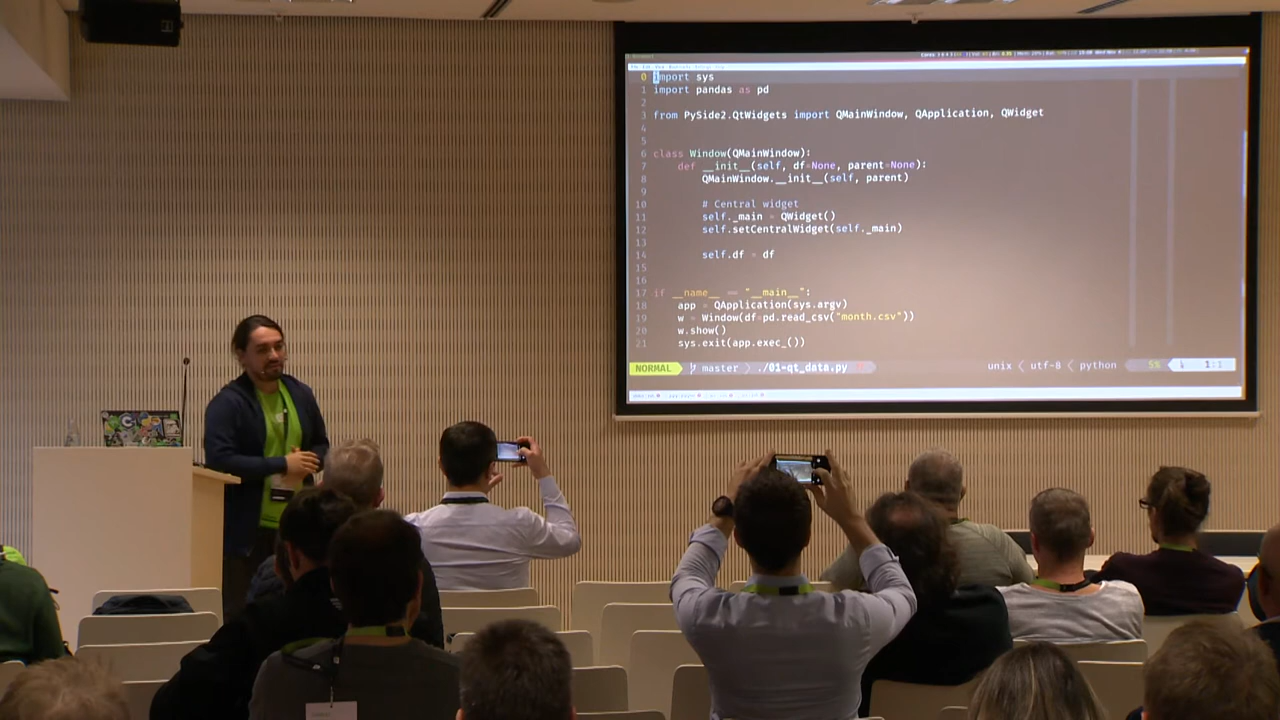 0 import sys
1 import pandas as pd
2
3 from PySide2.QtWidgets import QMainWindow, QApplication, QWidget
4
5
6 class Window(QMainWindow):
7 def __init__(self, df=None, parent=None):
8 QMainWindow.__init__(self, parent)
9
10 # Central widget
11 self._main = QWidget()
12 self.setCentralWidget(self._main)
13
14 self.df = df
15
16
17 if __name__ == "__main__":
18 app = QApplication(sys.argv)
19 w = Window(df=pd.read_csv("month.csv"))
20 w.show()
21 sys.exit(app.exec_())
NORMAL master ./01-qt_data.py unix utf-8 python 5% 1:1